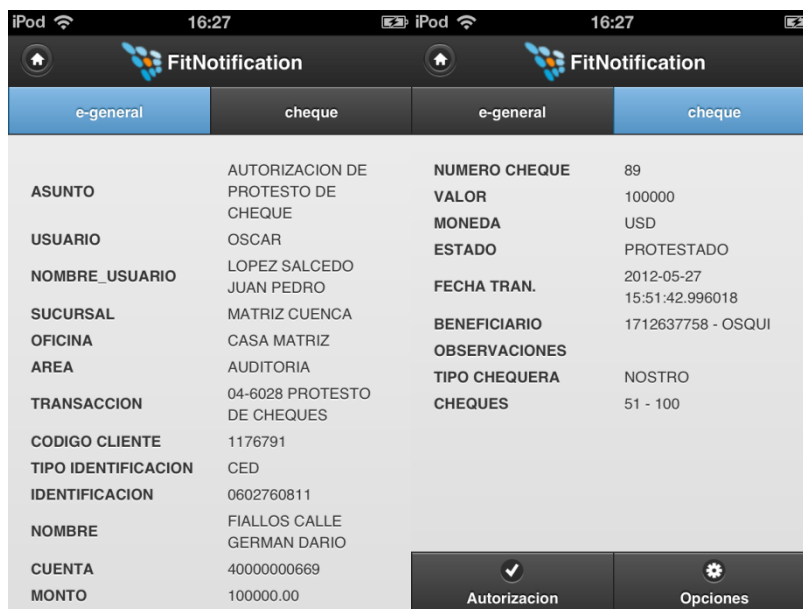 iPod 16:27
FitNotification
e-general cheque
ASUNTO AUTORIZACION DE
PROTESTO DE
CHEQUE
USUARIO OSCAR
NOMBRE_USUARIO LOPEZ SALCEDO
JUAN PEDRO
SUCURSAL MATRIZ CUENCA
OFICINA CASA MATRIZ
AREA AUDITORIA
TRANSACCION 04-6028 PROTESTO
DE CHEQUES
CODIGO CLIENTE 1176791
TIPO IDENTIFICACION CED
IDENTIFICACION 0602760811
NOMBRE FIALLOS CALLE
GERMAN DARIO
CUENTA 40000000669
MONTO 100000.00
iPod 16:27
FitNotification
e-general cheque
NUMERO CHEQUE 89
VALOR 100000
MONEDA USD
ESTADO PROTESTADO
FECHA TRAN. 2012-05-27
15:51:42.996018
BENEFICIARIO 1712637758 - OSQUI
OBSERVACIONES
TIPO CHEQUERA NOSTRO
CHEQUES 51 - 100
Autorizacion Opciones